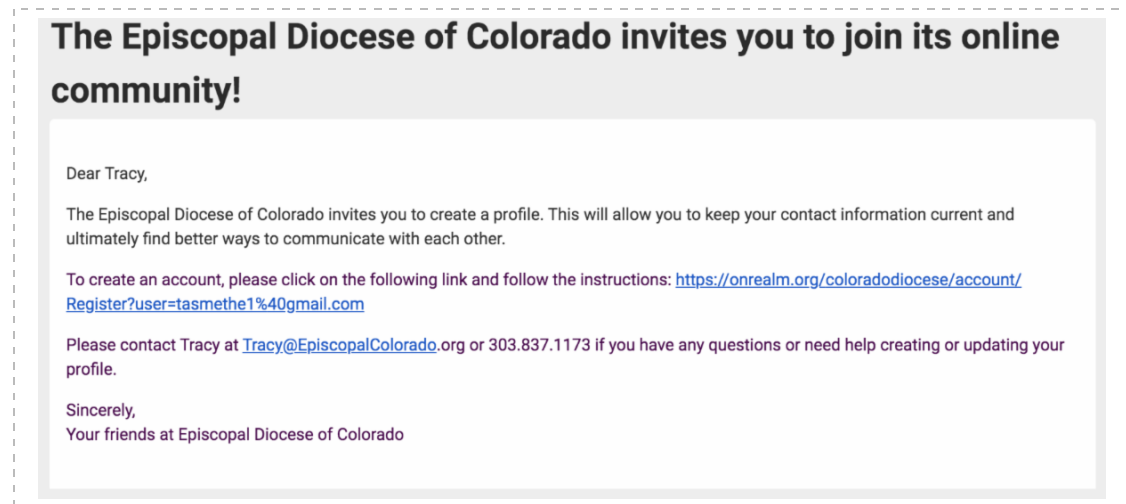 The Episcopal Diocese of Colorado invites you to join its online
community!
Dear Tracy,
The Episcopal Diocese of Colorado invites you to create a profile. This will allow you to keep your contact information current and
ultimately find better ways to communicate with each other.
To create an account, please click on the following link and follow the instructions: https://onrealm.org/coloradodiocese/account/
Register?user=tasmethe1%40gmail.com
Please contact Tracy at Tracy@EpiscopalColorado.org or 303.837.1173 if you have any questions or need help creating or updating your
profile.
Sincerely,
Your friends at Episcopal Diocese of Colorado